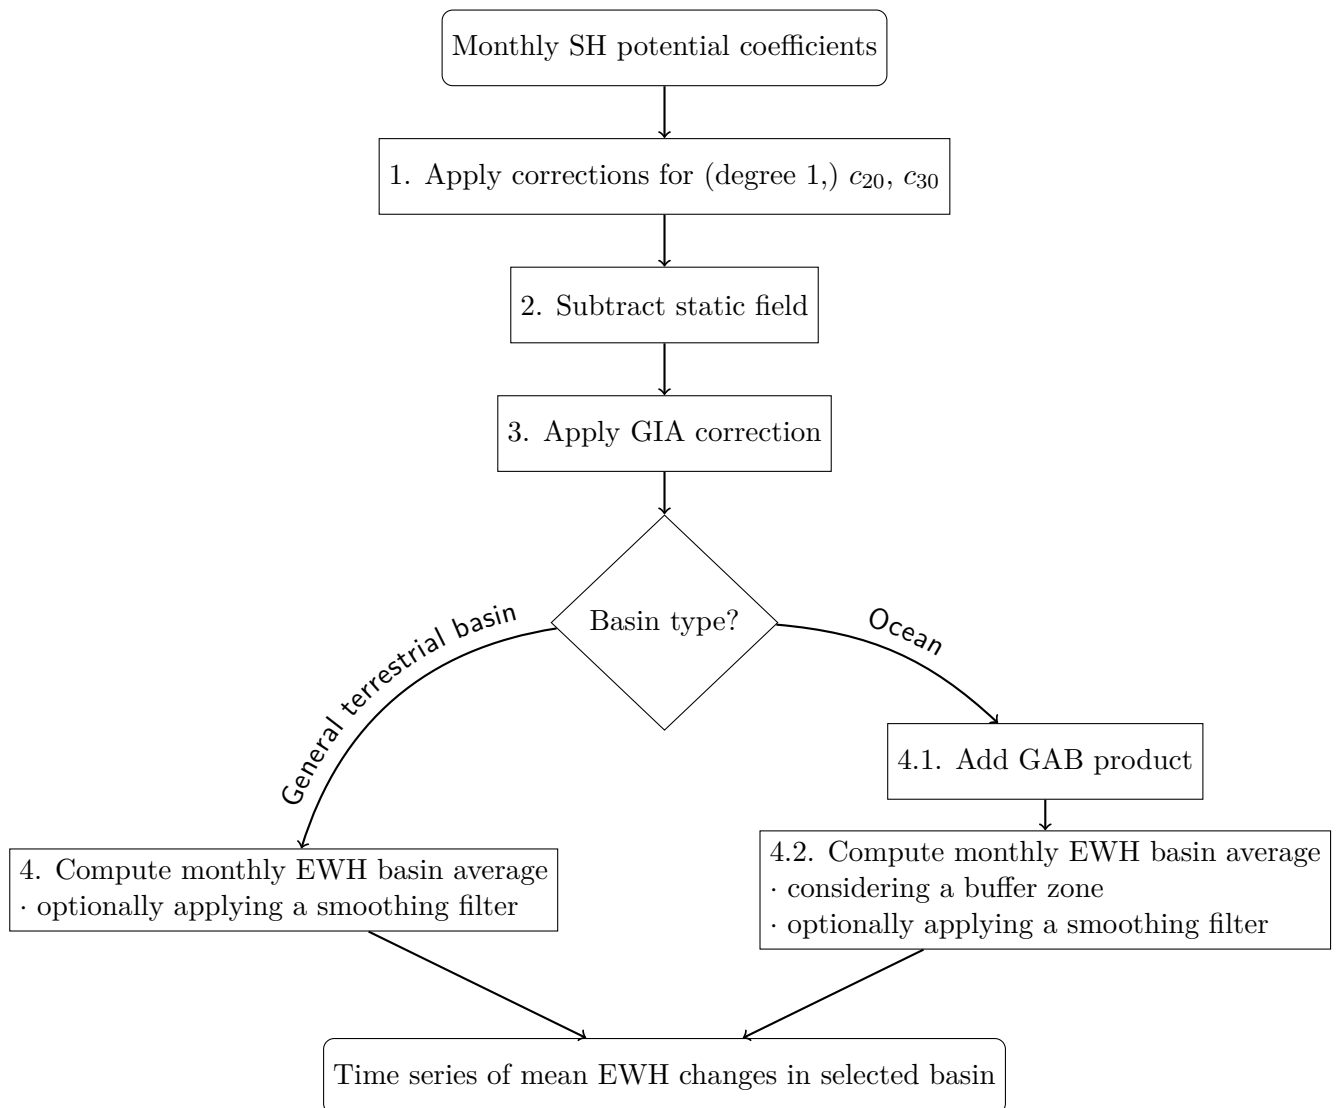 Monthly SH potential coefficients
1. Apply corrections for (degree 1,) c₂₀, c₃₀
2. Subtract static field
3. Apply GIA correction
Basin type?
General terrestrial basin
Ocean
4.1. Add GAB product
4. Compute monthly EWH basin average
· optionally applying a smoothing filter
4.2. Compute monthly EWH basin average
· considering a buffer zone
· optionally applying a smoothing filter
Time series of mean EWH changes in selected basin